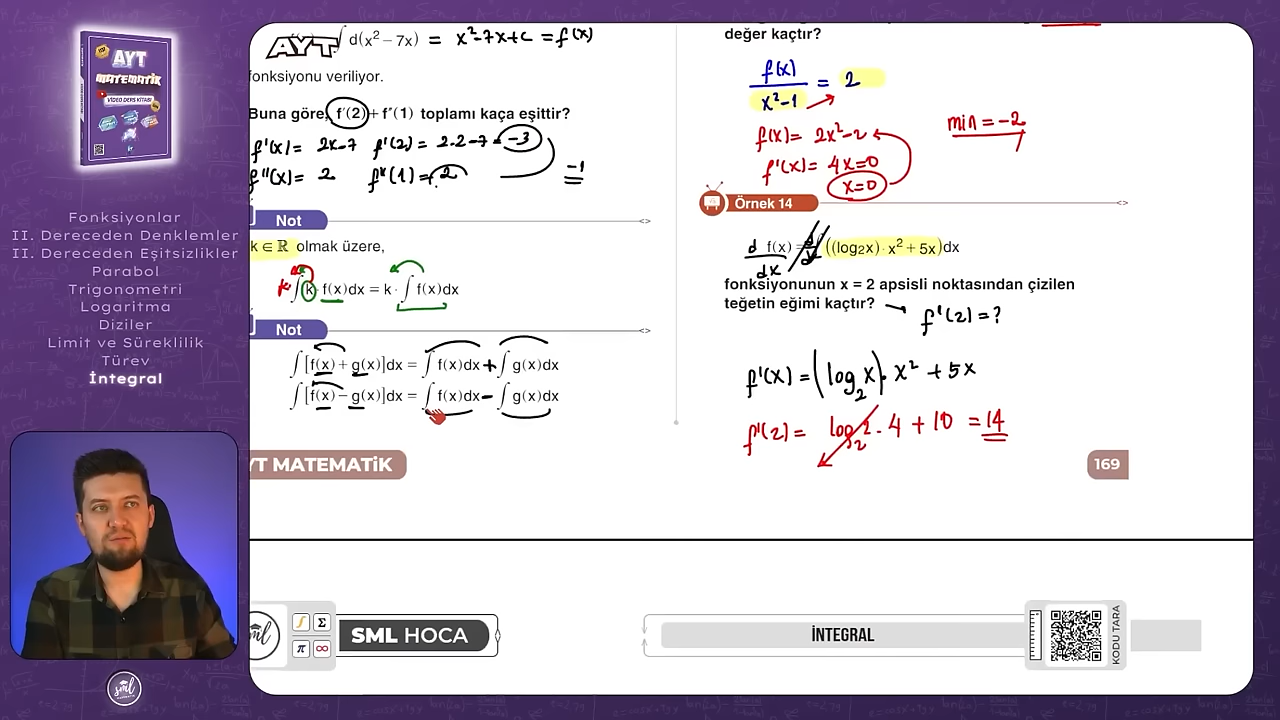 AYT
MATEMATİK
VİDEO DERS KİTABI
Fonksiyonlar
II. Dereceden Denklemler
II. Dereceden Eşitsizlikler
Parabol
Trigonometri
Logaritma
Diziler
Limit ve Süreklilik
Türev
İntegral
sml
AYT ∫ d(x² − 7x) = x²-7x+c = f(x)
fonksiyonu veriliyor.
Buna göre, f′(2) + f″(1) toplamı kaça eşittir?
f'(x) = 2x-7 f'(2) = 2.2-7 = -3
f''(x) = 2 f''(1) = 2
-1
Not
k ∈ ℝ olmak üzere,
k ∫ k · f(x)dx = k · ∫ f(x)dx
Not
∫ [f(x) + g(x)]dx = ∫ f(x)dx + ∫ g(x)dx
∫ [f(x) − g(x)]dx = ∫ f(x)dx − ∫ g(x)dx
YT MATEMATİK
değer kaçtır?
f(x) / x²-1 = 2
f(x) = 2x²-2
f'(x) = 4x=0
x=0
min = -2
Örnek 14
d/dx f(x) = d/dx ∫ ((log₂x) · x² + 5x)dx
fonksiyonunun x = 2 apsisli noktasından çizilen
teğetin eğimi kaçtır?
f'(2) = ?
f'(x) = (log₂x). x² + 5x
f'(2) = log₂2 . 4 + 10 = 14
169
sml
∫ Σ
π ∞
SML HOCA
İNTEGRAL
KODU TARA